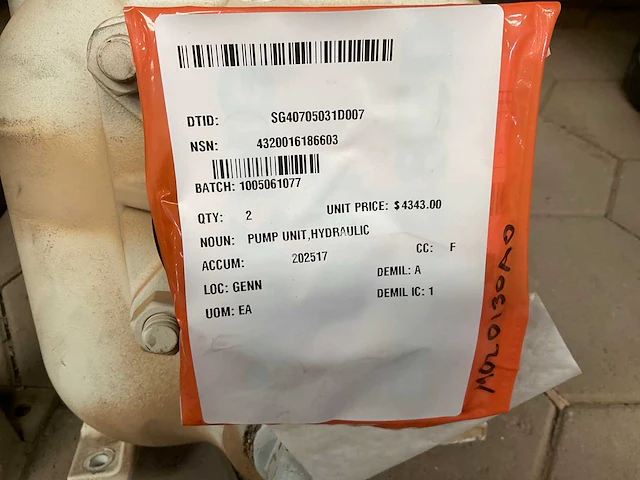 DTID: SG40705031D007
NSN: 4320016186603
BATCH: 1005061077
QTY: 2 UNIT PRICE: $4343.00
NOUN: PUMP UNIT,HYDRAULIC
ACCUM: 202517 CC: F
LOC: GENN DEMIL: A
UOM: EA DEMIL IC: 1
M020130A0